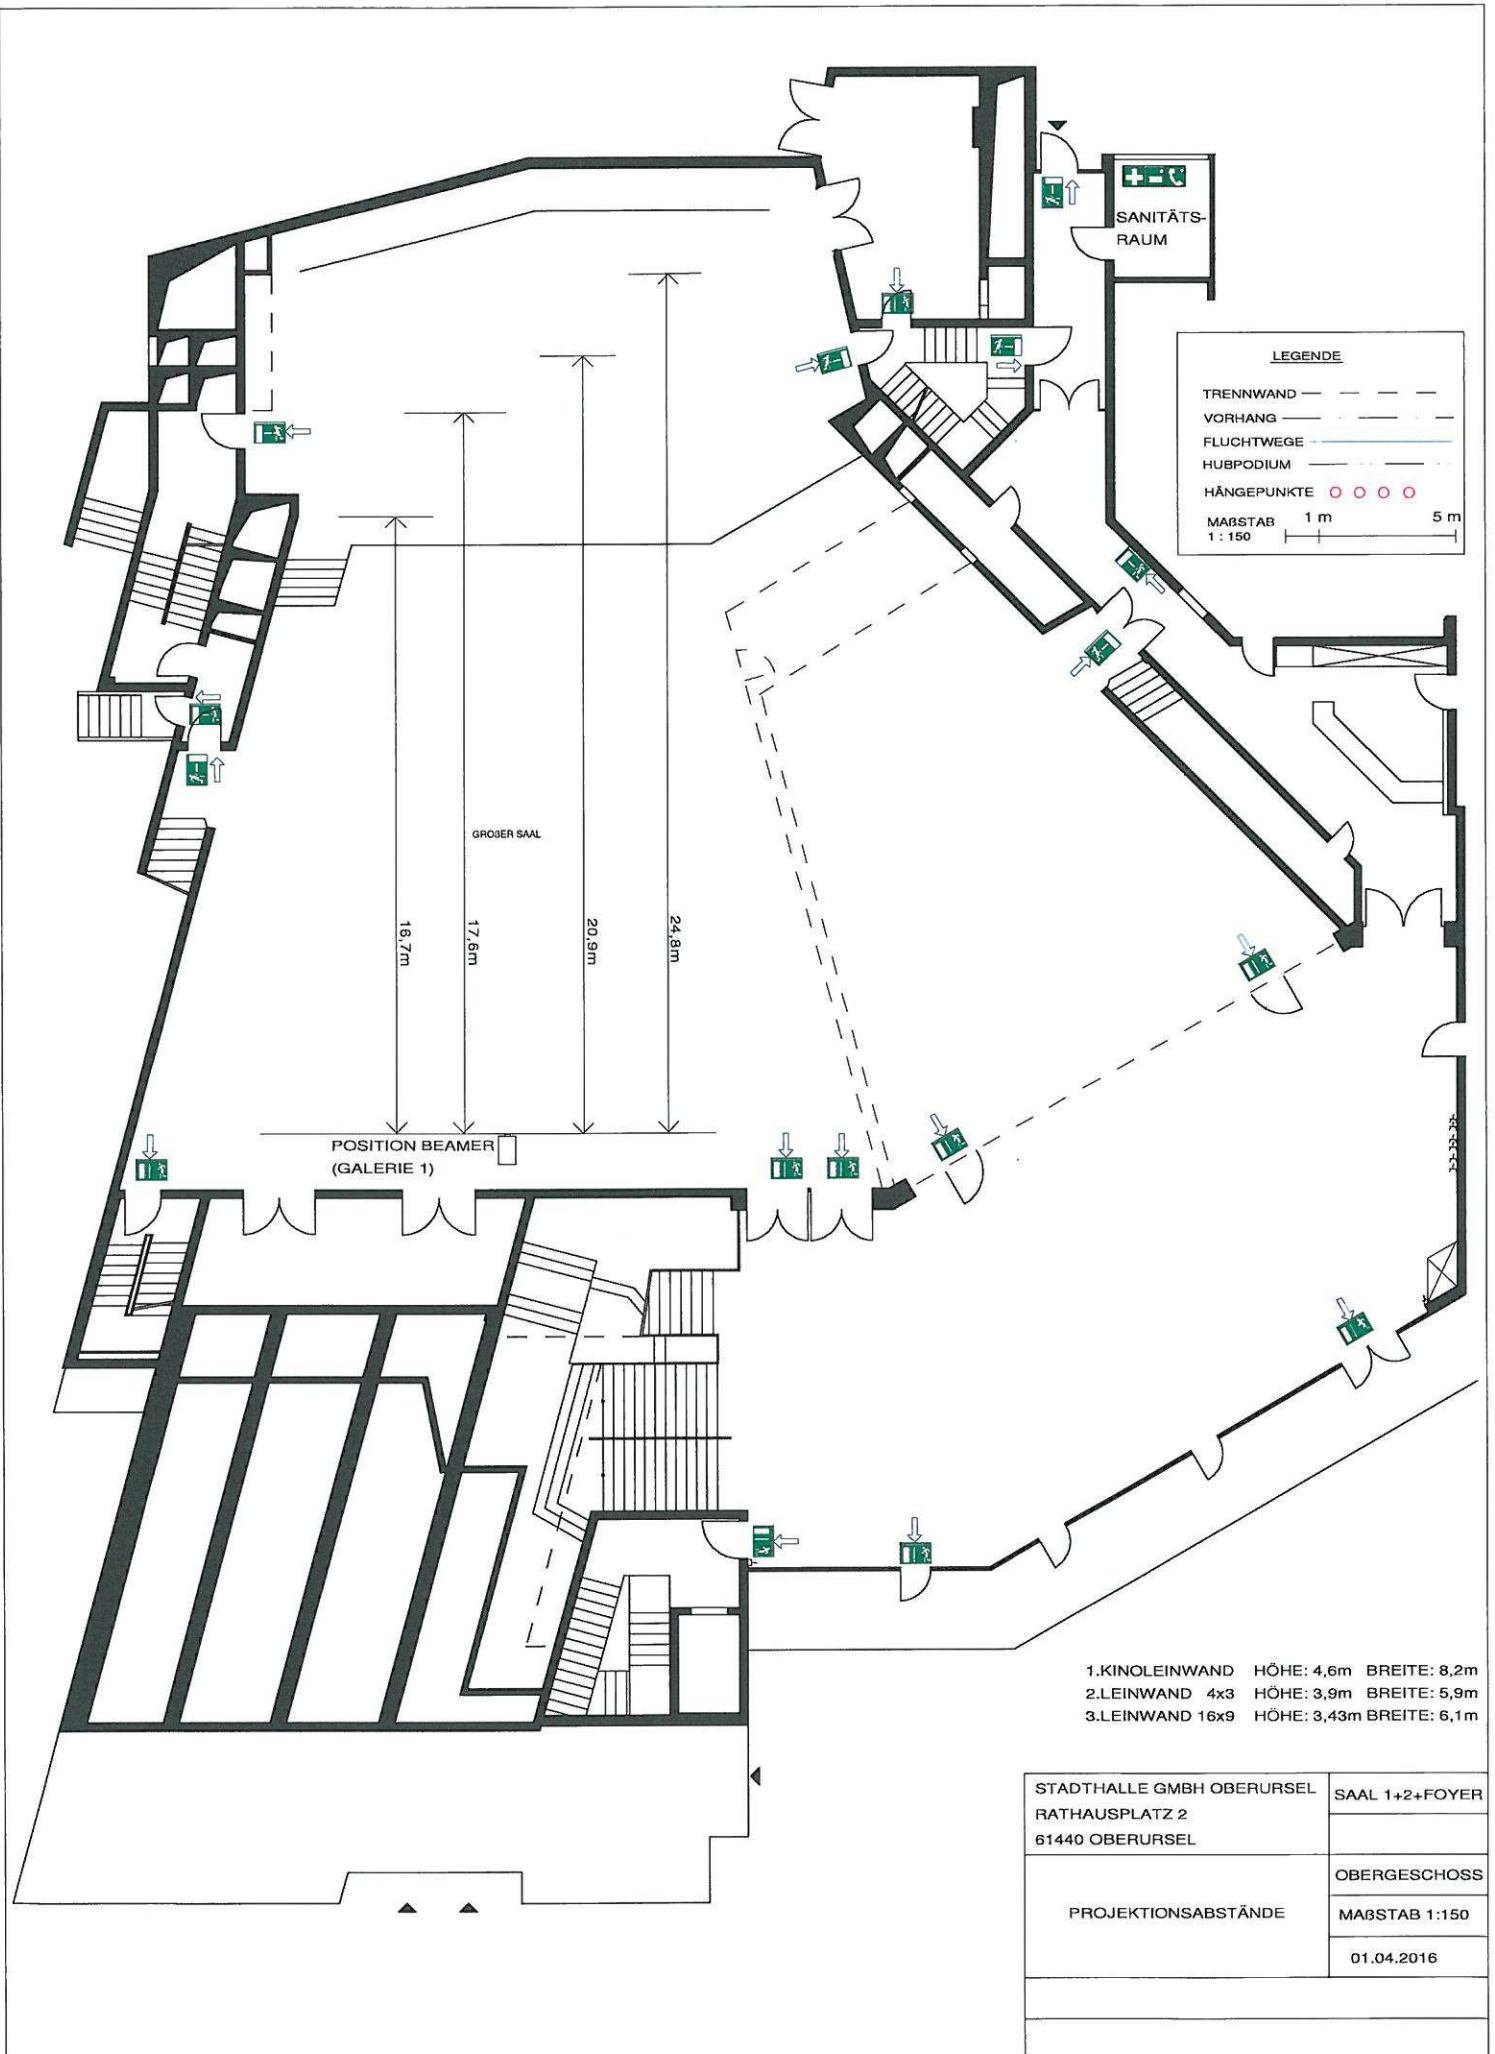 SANITÄTS-
RAUM
LEGENDE
TRENNWAND
VORHANG
FLUCHTWEGE
HUBPODIUM
HÄNGEPUNKTE
MAßSTAB 1 m 5 m
1 : 150
GROßER SAAL
16,7m
17,6m
20,9m
24,8m
POSITION BEAMER
(GALERIE 1)
1.KINOLEINWAND HÖHE: 4,6m BREITE: 8,2m
2.LEINWAND 4x3 HÖHE: 3,9m BREITE: 5,9m
3.LEINWAND 16x9 HÖHE: 3,43m BREITE: 6,1m
STADTHALLE GMBH OBERURSEL
RATHAUSPLATZ 2
61440 OBERURSEL
SAAL 1+2+FOYER
PROJEKTIONSABSTÄNDE
OBERGESCHOSS
MAßSTAB 1:150
01.04.2016